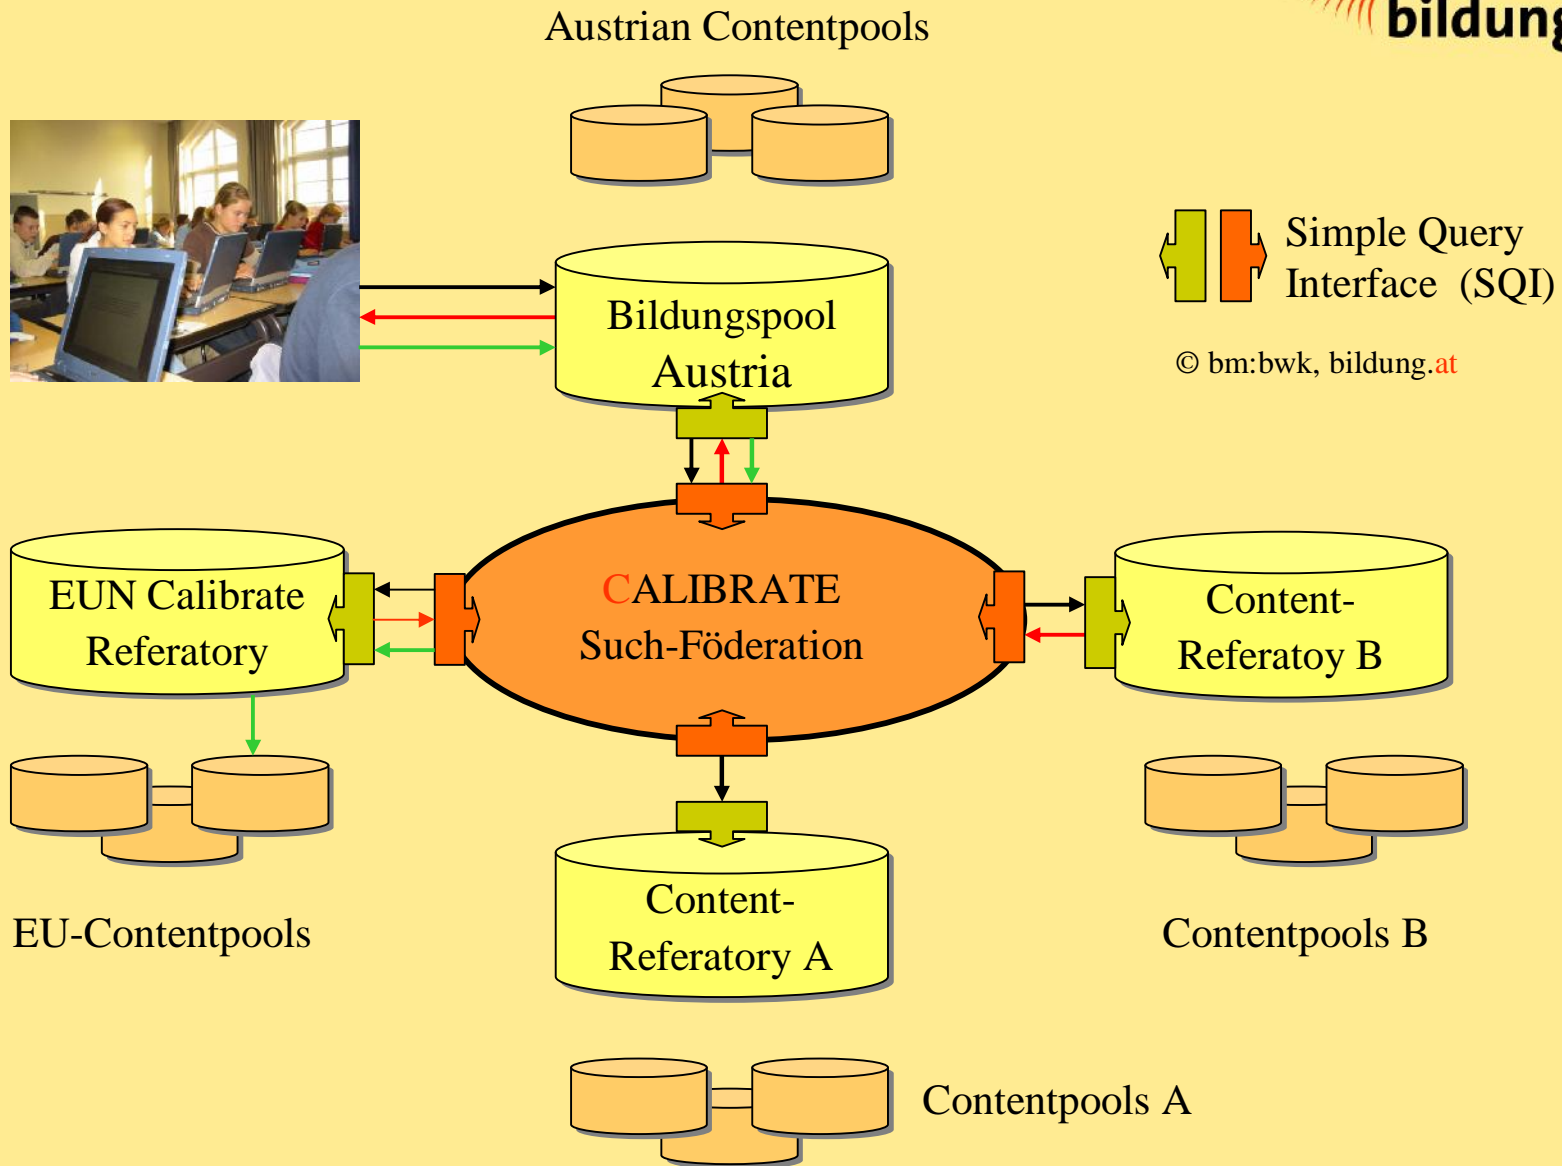 bildung
Austrian Contentpools
Simple Query
Interface (SQI)
© bm:bwk, bildung.at
Bildungspool
Austria
EUN Calibrate
Referatory
CALIBRATE
Such-Föderation
Content-
Referatoy B
Content-
Referatory A
EU-Contentpools
Contentpools B
Contentpools A